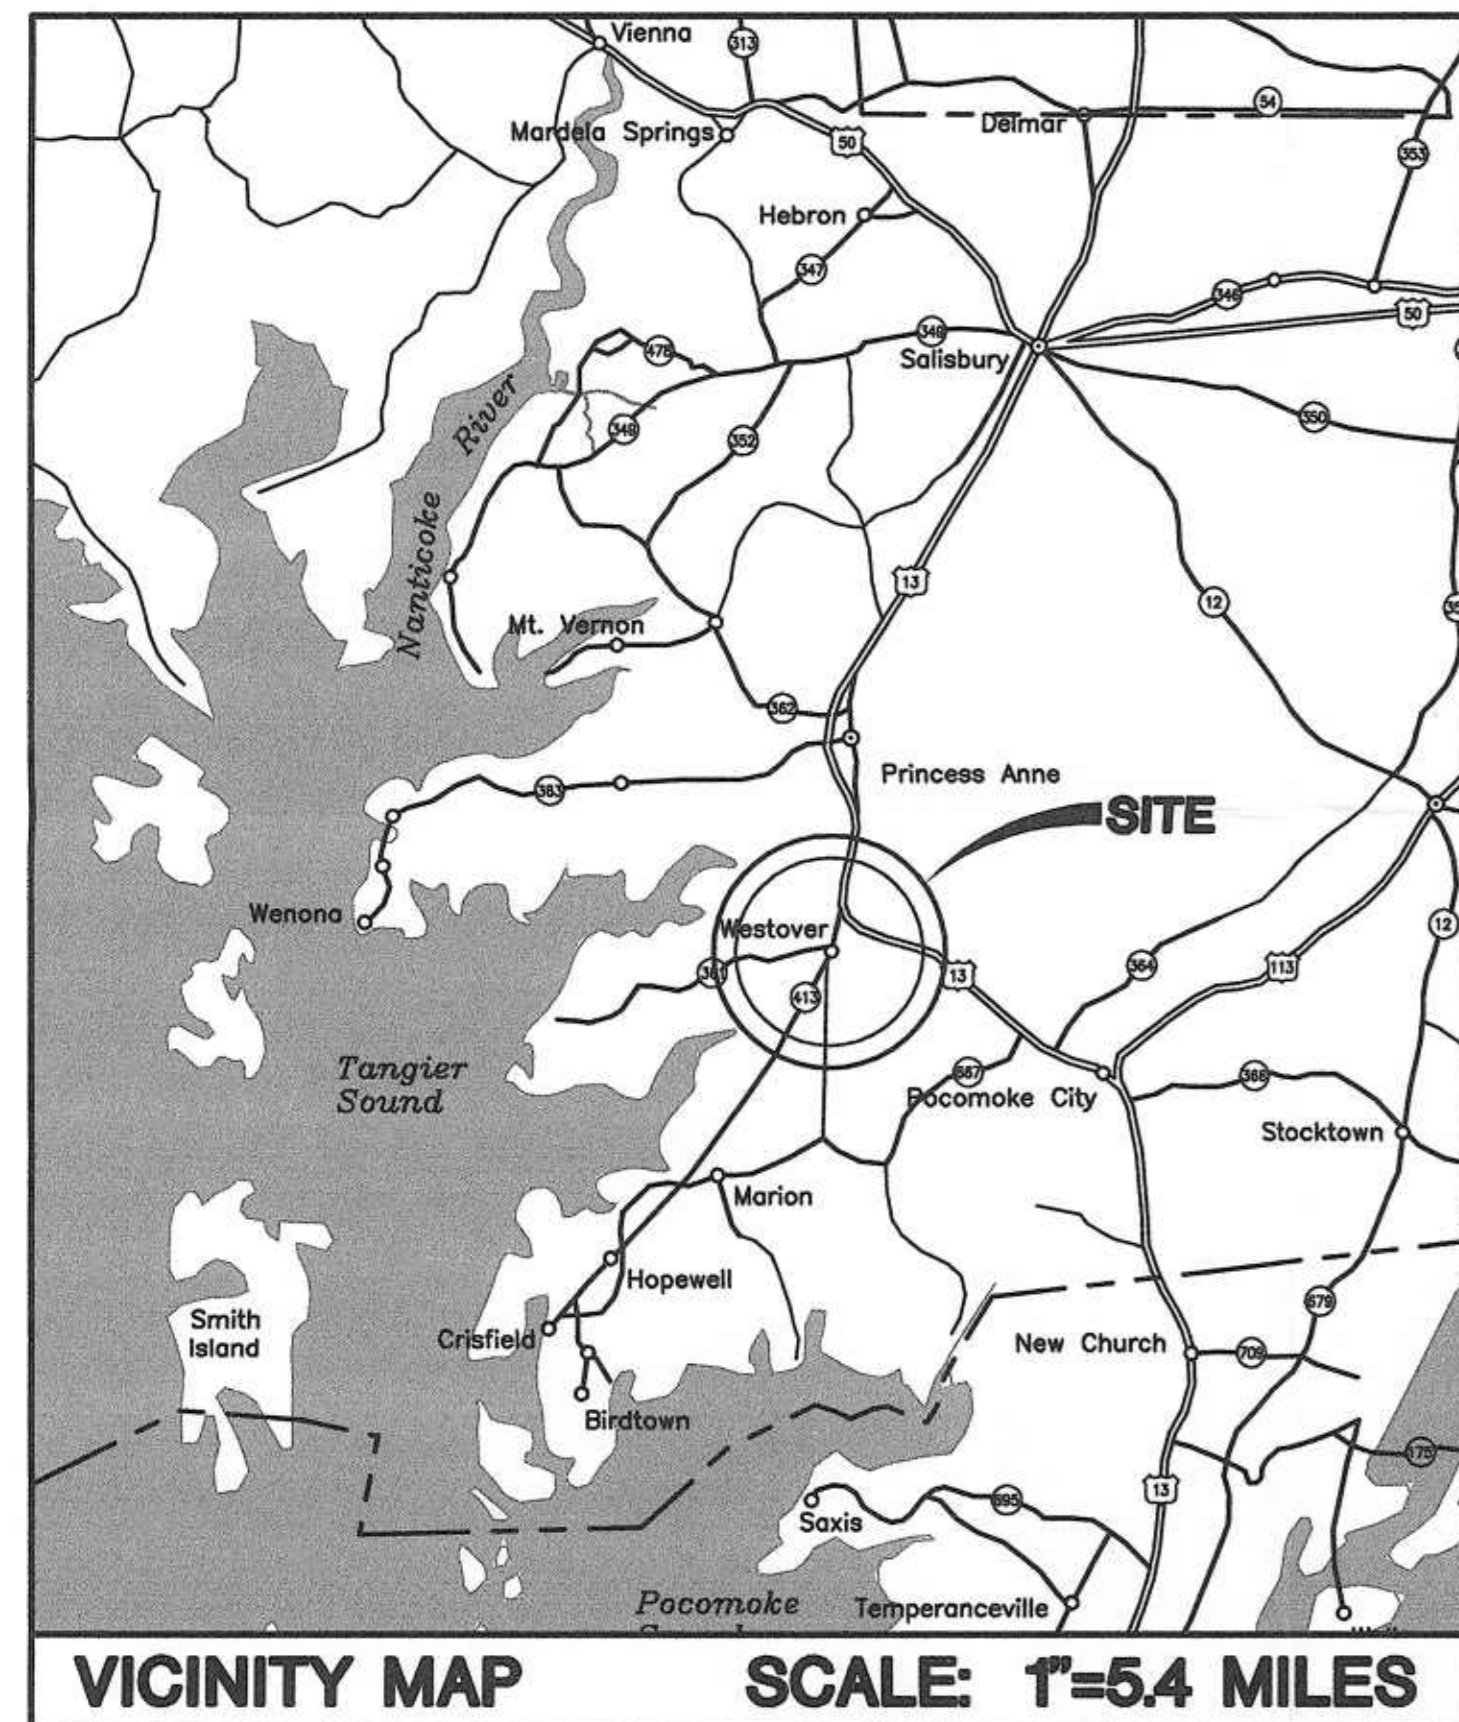 Vienna
313
54
Mardela Springs
Delmar
50
353
Hebron
347
346
50
349
Salisbury
478
River
350
349
352
Nanticoke
13
12
Mt. Vernon
362
Princess Anne
363
SITE
Wenona
Westover
12
361
13
364
113
413
Tangier
Sound
667
366
Pocomoke City
Stocktown
Marion
Hopewell
679
Smith
Island
Crisfield
New Church
709
Birdtown
175
13
695
Saxis
Pocomoke
Temperanceville
VICINITY MAP SCALE: 1"=5.4 MILES